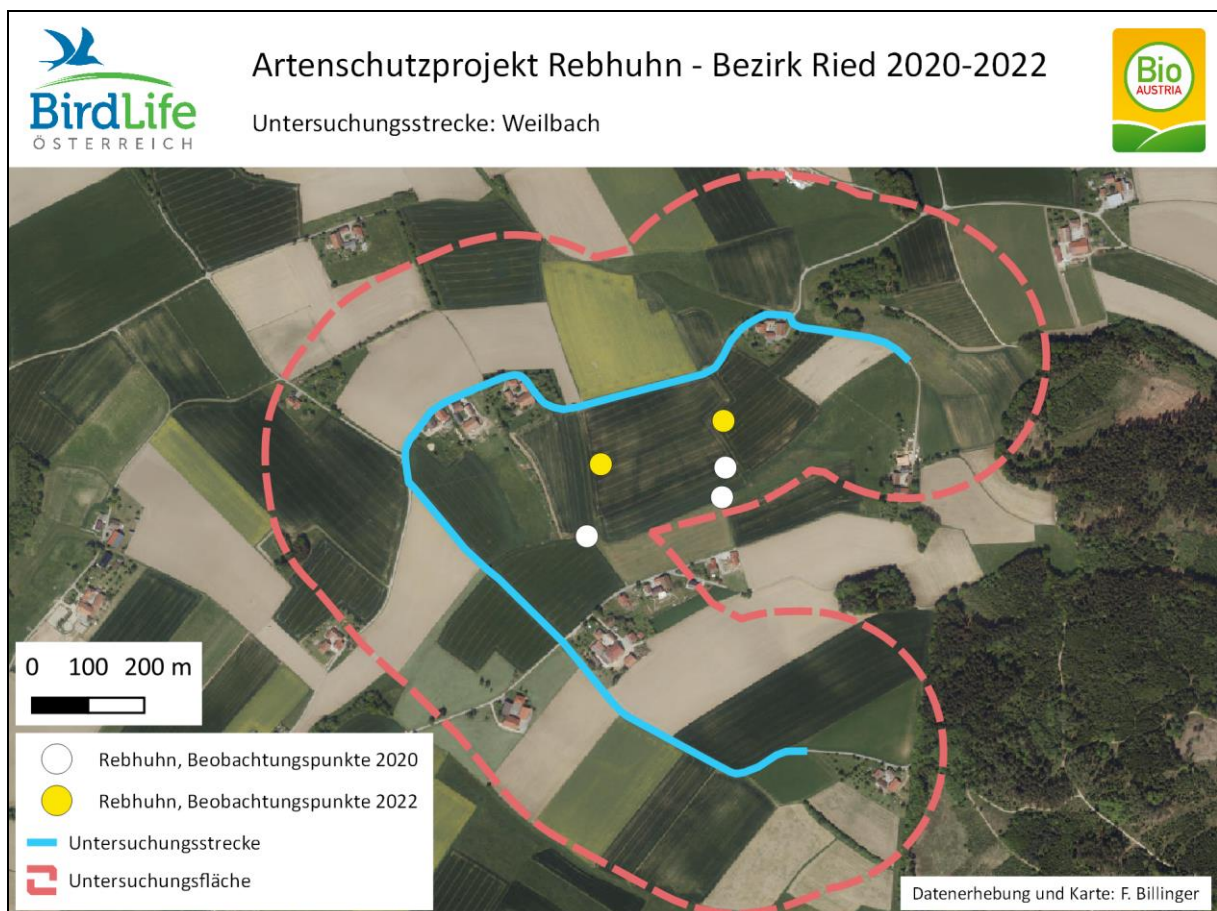 BirdLife
ÖSTERREICH
Artenschutzprojekt Rebhuhn - Bezirk Ried 2020-2022
Untersuchungsstrecke: Weilbach
Bio
AUSTRIA
0 100 200 m
Rebhuhn, Beobachtungspunkte 2020
Rebhuhn, Beobachtungspunkte 2022
Untersuchungsstrecke
Untersuchungsfläche
Datenerhebung und Karte: F. Billinger